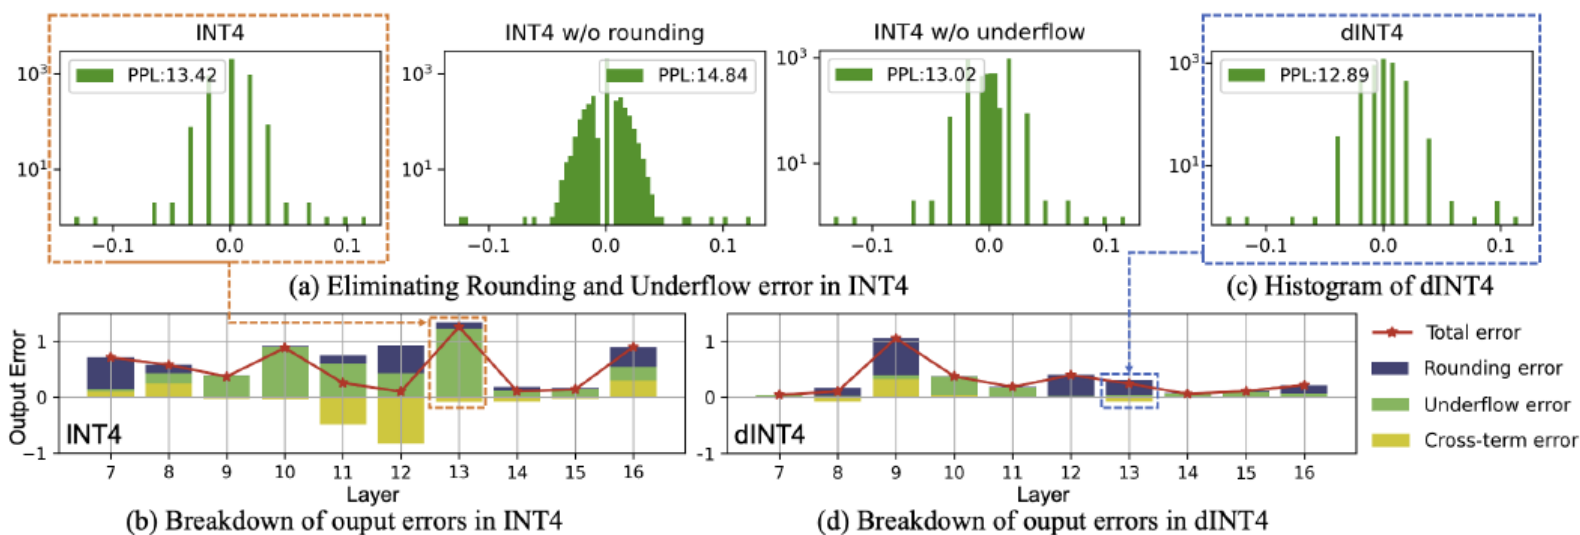 INT4
INT4 w/o rounding
INT4 w/o underflow
dINT4
PPL:13.42
PPL:14.84
PPL:13.02
PPL:12.89
10³
10¹
10³
10¹
10³
10¹
10³
10¹
−0.1 0.0 0.1
−0.1 0.0 0.1
−0.1 0.0 0.1
−0.1 0.0 0.1
(a) Eliminating Rounding and Underflow error in INT4
(c) Histogram of dINT4
Output Error
1
0
−1
INT4
7 8 9 10 11 12 13 14 15 16
Layer
(b) Breakdown of ouput errors in INT4
1
0
-1
dINT4
7 8 9 10 11 12 13 14 15 16
Layer
(d) Breakdown of ouput errors in dINT4
Total error
Rounding error
Underflow error
Cross-term error